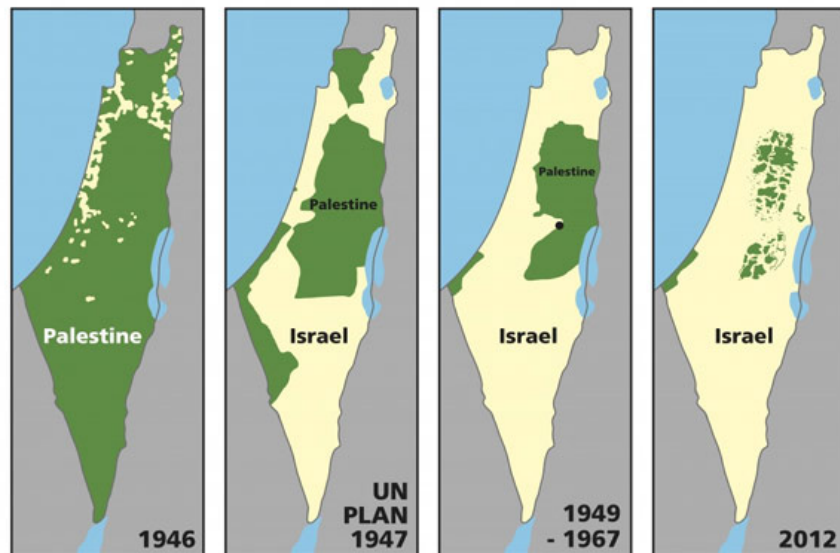 Palestine
1946
Palestine
Israel
UN
PLAN
1947
Palestine
Israel
1949
- 1967
Israel
2012